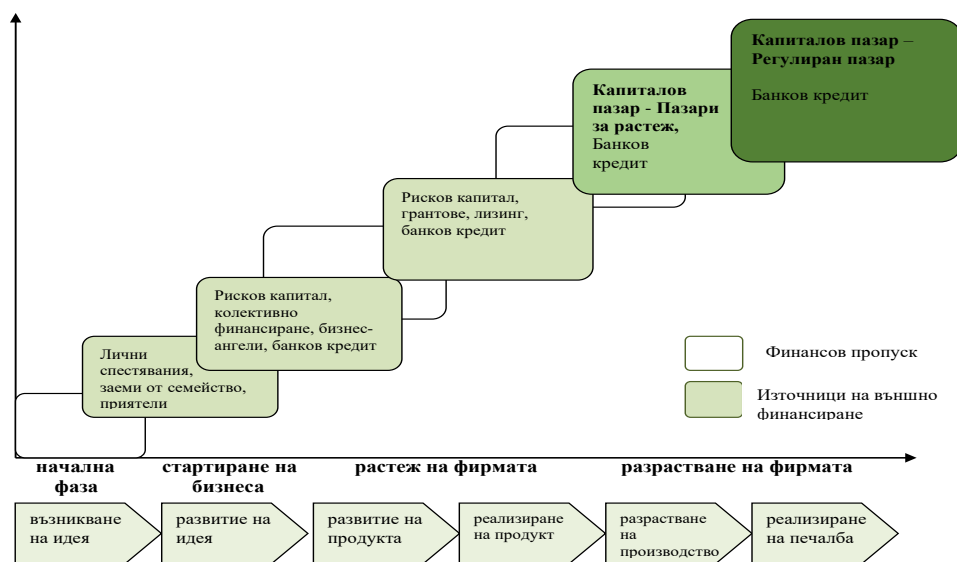 Капиталов пазар –
Регулиран пазар
Банков кредит
Капиталов
пазар - Пазари
за растеж,
Банков
кредит
Рисков капитал,
грантове, лизинг,
банков кредит
Рисков капитал,
колективно
финансиране, бизнес-
ангели, банков кредит
Лични
спестявания,
заеми от семейство,
приятели
Финансов пропуск
Източници на външно
финансиране
начална
фаза
стартиране на
бизнеса
растеж на фирмата
разрастване на фирмата
възникване
на идея
развитие на
идея
развитие на
продукта
реализиране
на продукт
разрастване
на
производство
реализиране
на печалба